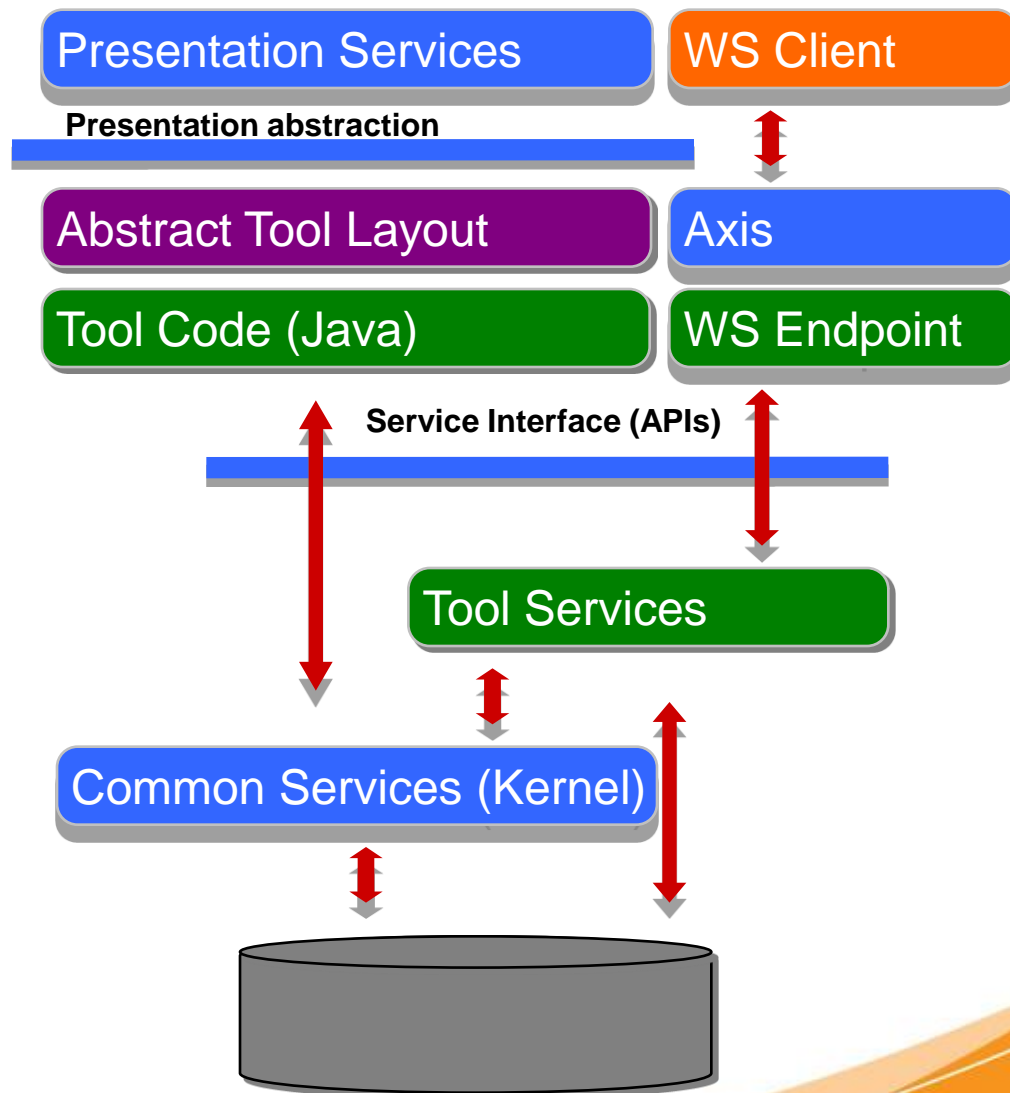 Presentation Services
WS Client
Presentation abstraction
Abstract Tool Layout
Axis
Tool Code (Java)
WS Endpoint
Service Interface (APIs)
Tool Services
Common Services (Kernel)